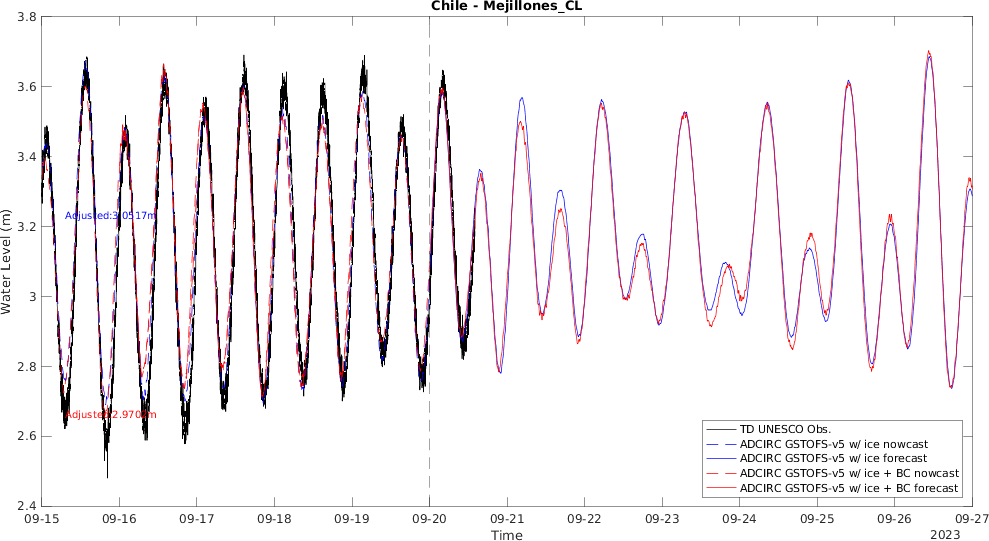 Chile - Mejillones_CL
3.8
3.6
3.4
3.2
3
2.8
2.6
2.4
Water Level (m)
Adjusted:3.0517m
TD UNESCO Obs.
ADCIRC GSTOFS-v5 w/ ice nowcast
ADCIRC GSTOFS-v5 w/ ice forecast
ADCIRC GSTOFS-v5 w/ ice + BC nowcast
ADCIRC GSTOFS-v5 w/ ice + BC forecast
09-15
09-16
09-17
09-18
09-19
09-20
09-21
09-22
09-23
09-24
09-25
09-26
09-27
Time
2023